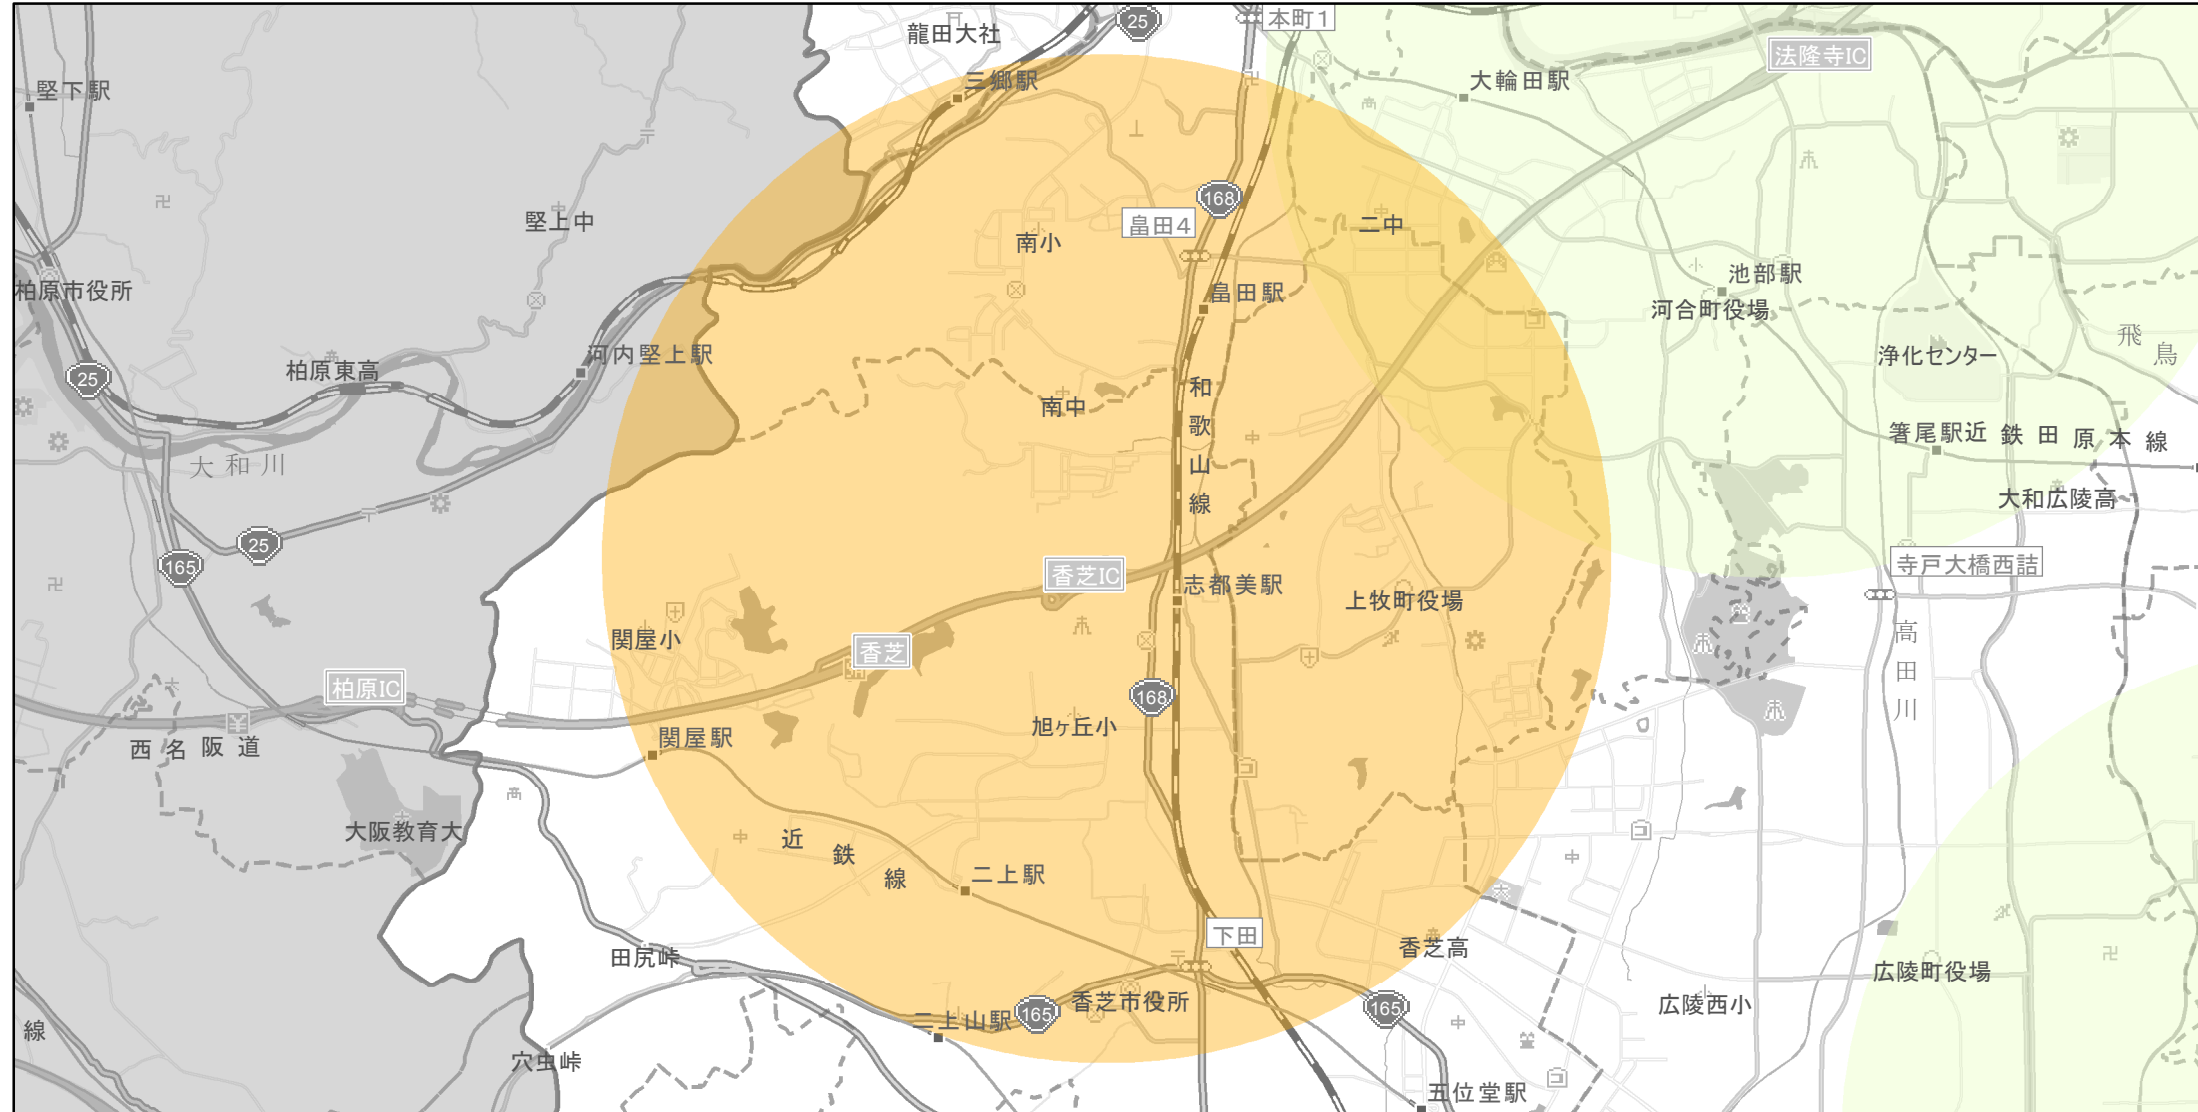 25
本町1
龍田大社
法隆寺IC
三郷駅
大輪田駅
堅下駅
168
堅上中
畠田4
二中
南小
池部駅
柏原市役所
畠田駅
河合町役場
飛鳥
浄化センター
河内堅上駅
柏原東高
25
和歌山線
南中
箸尾駅
近鉄田原本線
大和川
大和広陵高
25
165
香芝IC
寺戸大橋西詰
志都美駅
上牧町役場
関屋小
香芝
高田川
柏原IC
168
旭ヶ丘小
関屋駅
西名阪道
大阪教育大
近鉄線
二上駅
下田
香芝高
田尻峠
広陵町役場
香芝市役所
広陵西小
165
165
二上山駅
線
穴虫峠
五位堂駅